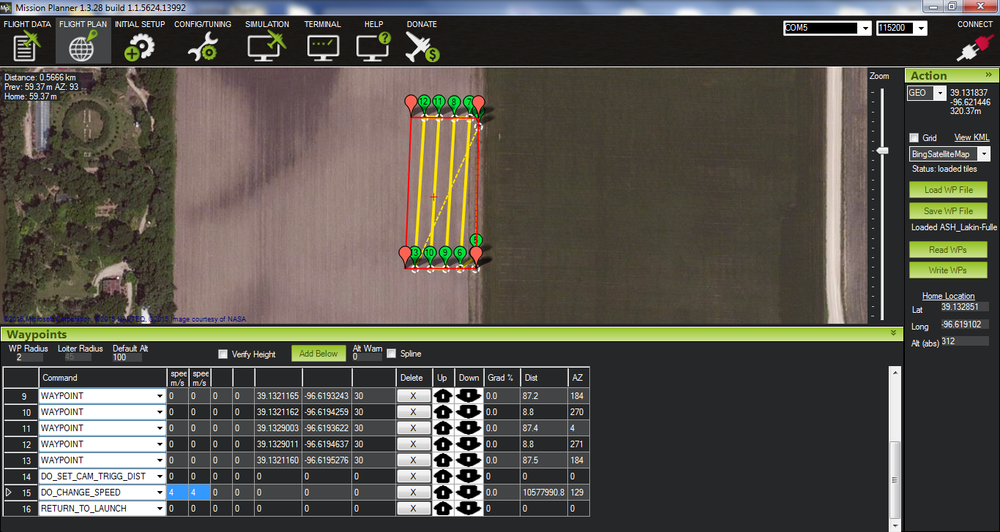 Mission Planner 1.3.28 build 1.1.5624.13992
FLIGHT DATA FLIGHT PLAN INITIAL SETUP CONFIG/TUNING SIMULATION TERMINAL HELP DONATE COM5 115200 CONNECT
Distance: 0.5666 km
Prev: 59.37 m AZ: 93
Home: 59.37 m
12 11 8 7
5
13 10 9 6
©2015 Microsoft Corporation, ©2015 NAVTEQ, ©2015 Image courtesy of NASA
Zoom
Action »
GEO 39.131837
-96.621446
320.37m
Grid View KML
BingSatelliteMap
Status: loaded tiles
Load WP File
Save WP File
Loaded ASH_Lakin-Fulle
Read WPs
Write WPs
Home Location
Lat 39.132851
Long -96.619102
Alt (abs) 312
Waypoints
WP Radius Loiter Radius Default Alt
2 45 100
Verify Height Add Below Alt Warn 0 Spline
Command spee m/s spee m/s Delete Up Down Grad % Dist AZ
9 WAYPOINT 0 0 0 0 39.1321165 -96.6193243 30 X 0.0 87.2 184
10 WAYPOINT 0 0 0 0 39.1321162 -96.6194259 30 X 0.0 8.8 270
11 WAYPOINT 0 0 0 0 39.1329003 -96.6193622 30 X 0.0 87.4 4
12 WAYPOINT 0 0 0 0 39.1329011 -96.6194637 30 X 0.0 8.8 271
13 WAYPOINT 0 0 0 0 39.1321160 -96.6195276 30 X 0.0 87.5 184
14 DO_SET_CAM_TRIGG_DIST 0 0 0 0 0 0 0 X 0 0 0
15 DO_CHANGE_SPEED 4 4 0 0 0 0 0 X 0.0 10577990.8 129
16 RETURN_TO_LAUNCH 0 0 0 0 0 0 0 X 0 0 0